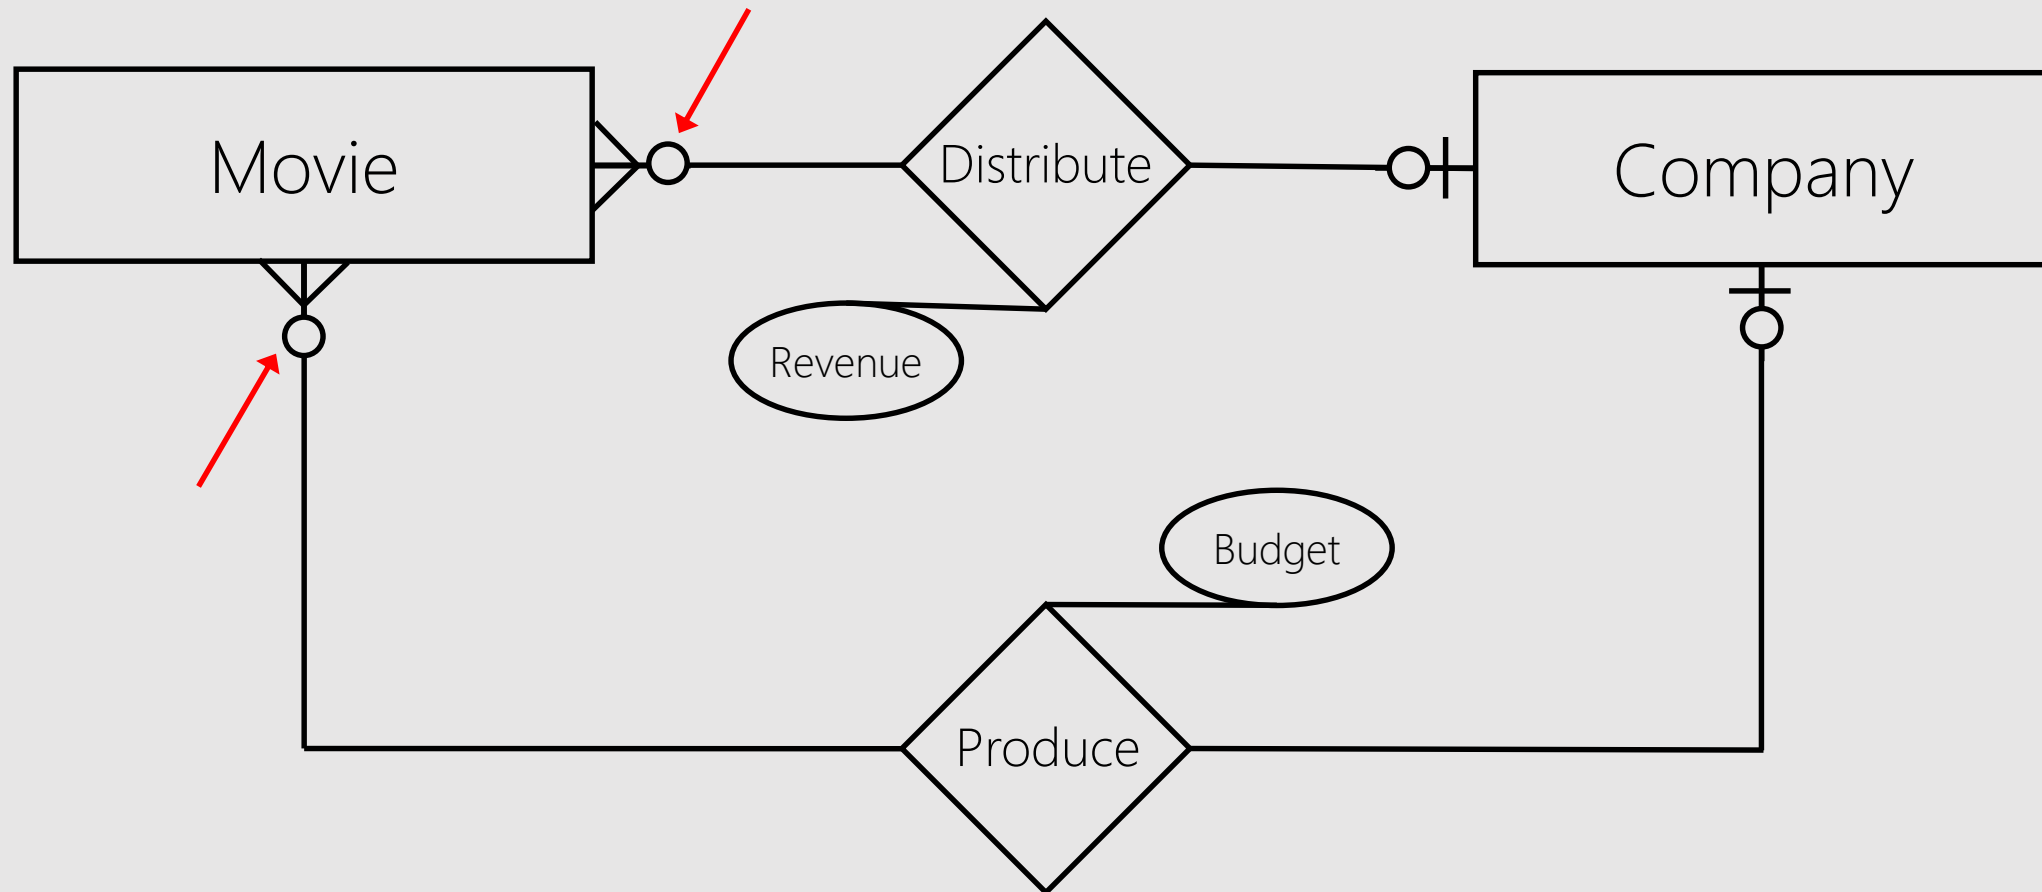 Movie
Distribute
Company
Revenue
Budget
Produce